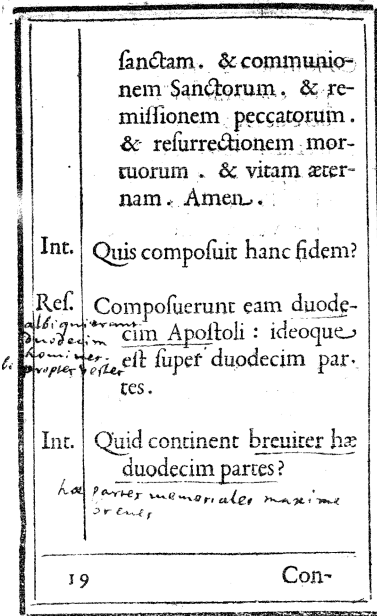 ſanctam. & communio-
nem Sanctorum. & re-
miſſionem peccatorum.
& reſurrectionem mor-
tuorum. & vitam æter-
nam. Amen.
Int. Quis compoſuit hanc fidem?
Reſ. Compoſuerunt eam duode-
cim Apoſtoli: ideoque
eſt ſuper duodecim par-
tes.
albi quierant
duodecim
homines.
propter
Int. Quid continent breuiter hæ
duodecim partes?
hæ partes memoriales maxime
breues
19 Con-